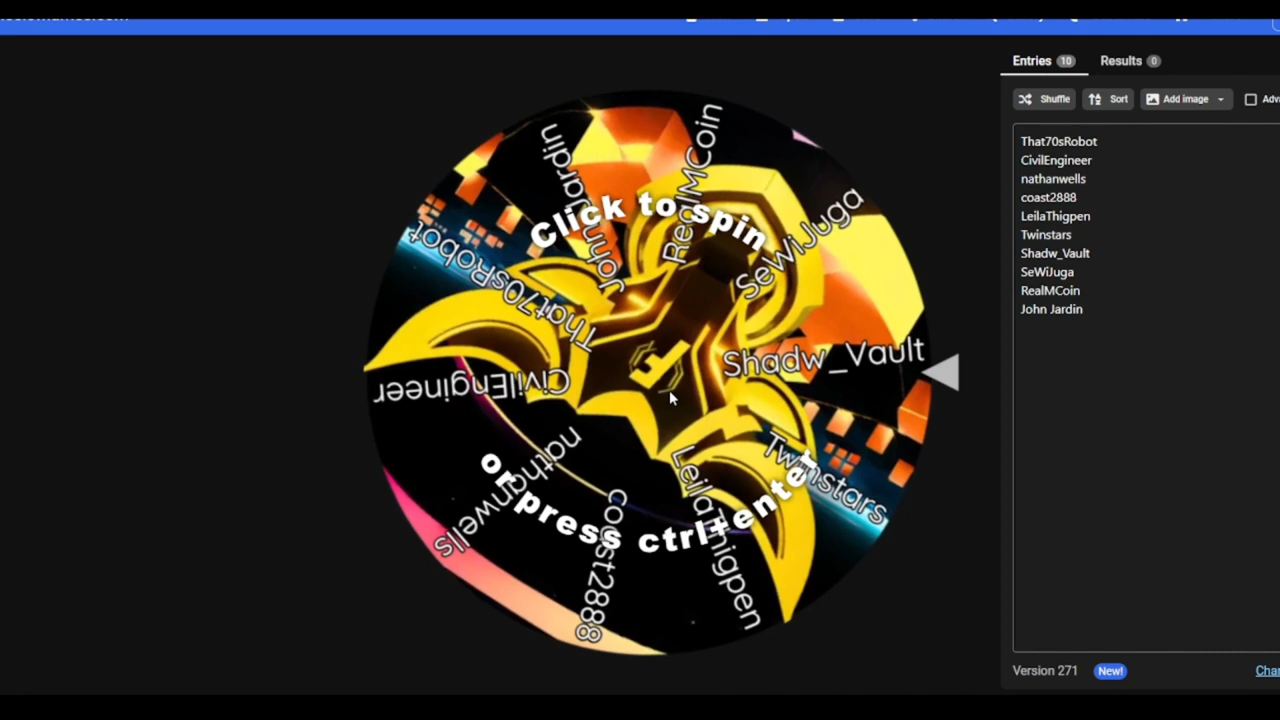 Entries 10
Results 0
Shuffle
Sort
Add image
That70sRobot
CivilEngineer
nathanwells
coast2888
LeilaThigpen
Twinstars
Shadw_Vault
SeWiJuga
RealMCoin
John Jardin
Click to spin
or press ctrl+enter
John Jardin
RealMCoin
SeWiJuga
Shadw_Vault
Twinstars
LeilaThigpen
coast2888
nathanwells
CivilEngineer
That70sRobot
Version 271
New!